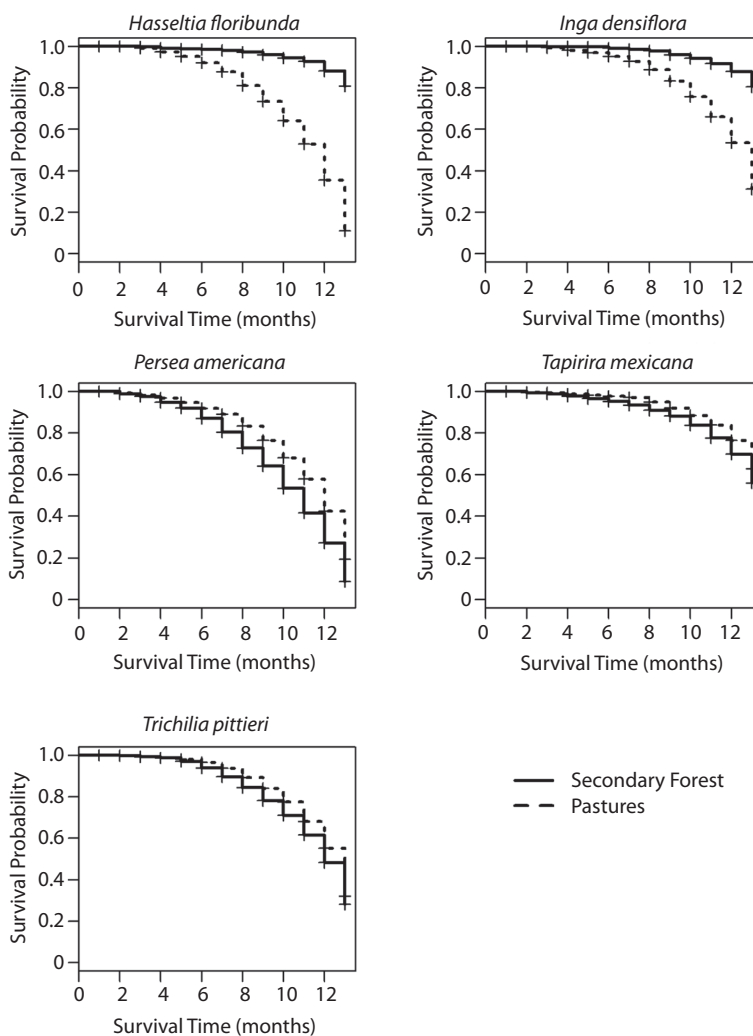 Hasseltia floribunda
Survival Probability
1.0
0.8
0.6
0.4
0.2
0
0 2 4 6 8 10 12
Survival Time (months)
Inga densiflora
Survival Probability
1.0
0.8
0.6
0.4
0.2
0
0 2 4 6 8 10 12
Survival Time (months)
Persea americana
Survival Probability
1.0
0.8
0.6
0.4
0.2
0
0 2 4 6 8 10 12
Survival Time (months)
Tapirira mexicana
Survival Probability
1.0
0.8
0.6
0.4
0.2
0
0 2 4 6 8 10 12
Survival Time (months)
Trichilia pittieri
Survival Probability
1.0
0.8
0.6
0.4
0.2
0
0 2 4 6 8 10 12
Survival Time (months)
Secondary Forest
Pastures